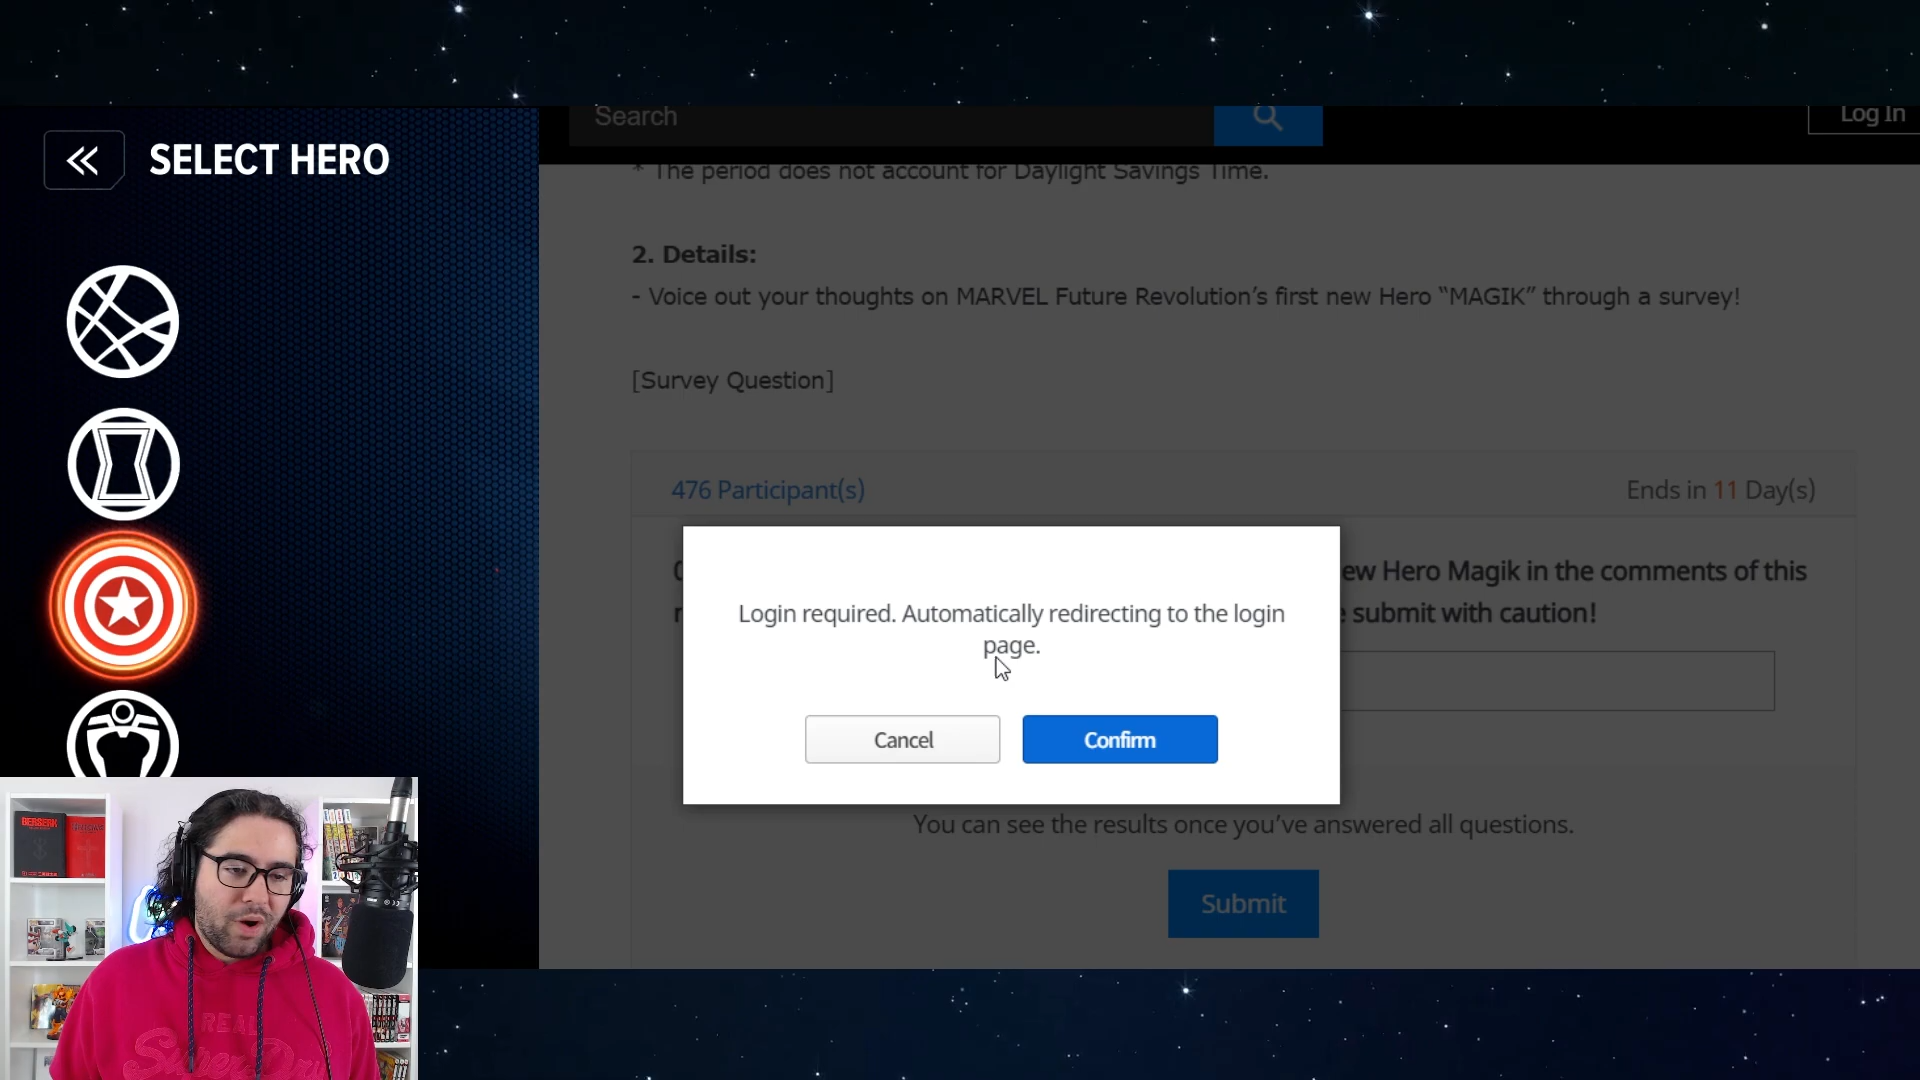 Search
Log In
SELECT HERO
* The period does not account for Daylight Savings Time.
2. Details:
- Voice out your thoughts on MARVEL Future Revolution’s first new Hero “MAGIK” through a survey!
[Survey Question]
476 Participant(s)
Ends in 11 Day(s)
ew Hero Magik in the comments of this
submit with caution!
Login required. Automatically redirecting to the login
page.
Cancel
Confirm
You can see the results once you’ve answered all questions.
Submit
BERSERK
REAL